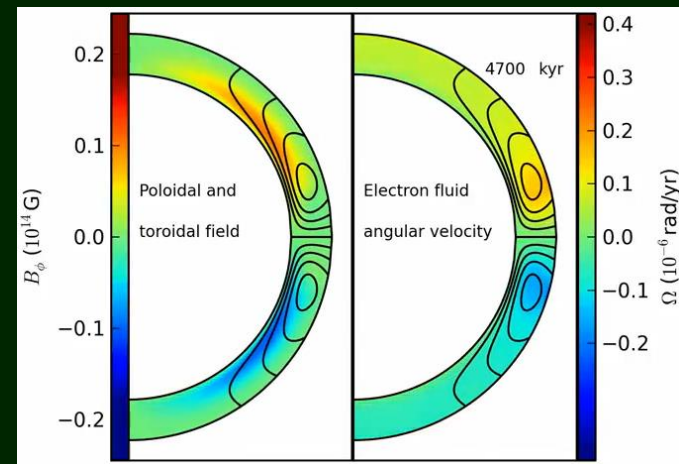 0.2
0.1
0.0
−0.1
−0.2
B_ϕ (10^14 G)
Poloidal and
toroidal field
4700 kyr
Electron fluid
angular velocity
0.4
0.3
0.2
0.1
0.0
−0.1
−0.2
Ω (10^−6 rad/yr)